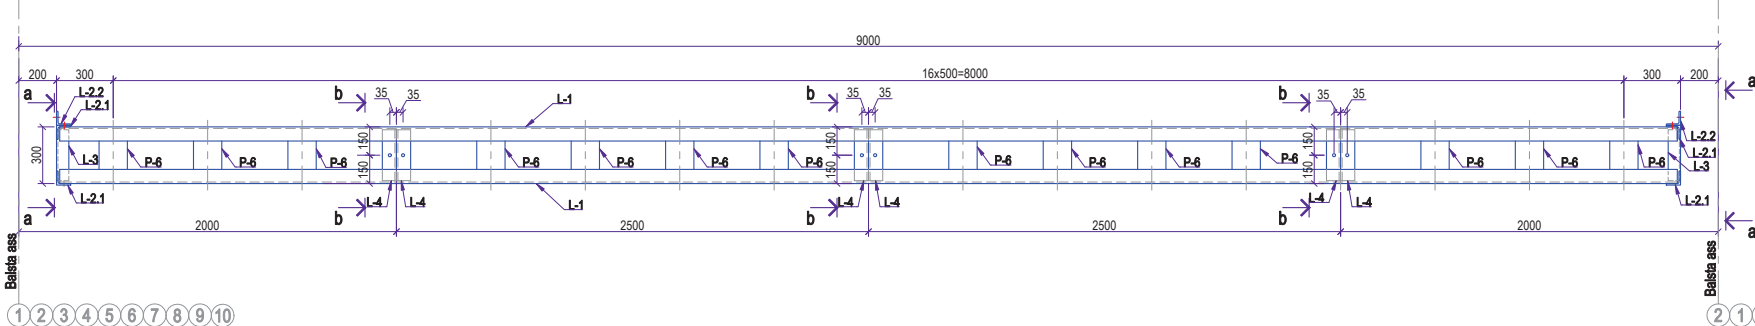 9000
200 300 16x500=8000 300 200
a L-2.2 b 35 35 b 35 35 b 35 35 a
L-2.1 L-1
300 150 150 150 L-2.2
L-2.1
L-3 P-6 P-6 P-6 P-6 P-6 P-6 P-6 P-6 P-6 P-6 P-6 P-6 P-6 P-6 L-3
150 150 150
L-2.1 L-4 L-4 L-1 L-4 L-4 L-4 L-4 L-2.1
a b b b a
2000 2500 2500 2000
Balsta ass Balsta ass
1 2 3 4 5 6 7 8 9 10 2 1